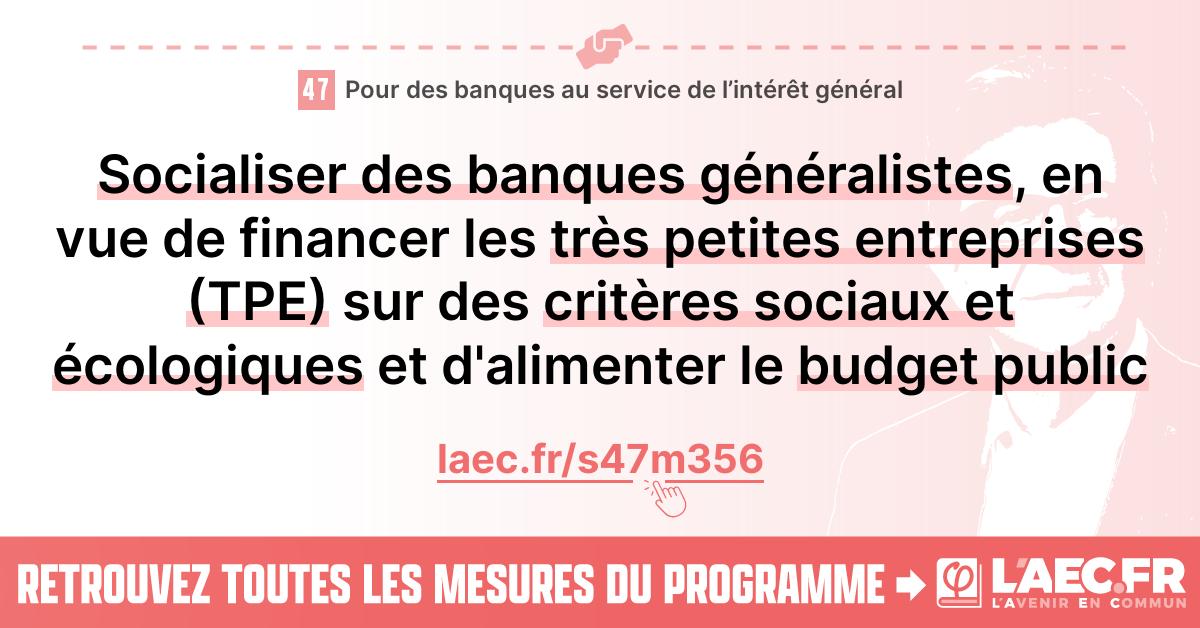 47 Pour des banques au service de l’intérêt général
Socialiser des banques généralistes, en
vue de financer les très petites entreprises
(TPE) sur des critères sociaux et
écologiques et d'alimenter le budget public
laec.fr/s47m356
RETROUVEZ TOUTES LES MESURES DU PROGRAMME
L'AEC.FR
L'AVENIR EN COMMUN